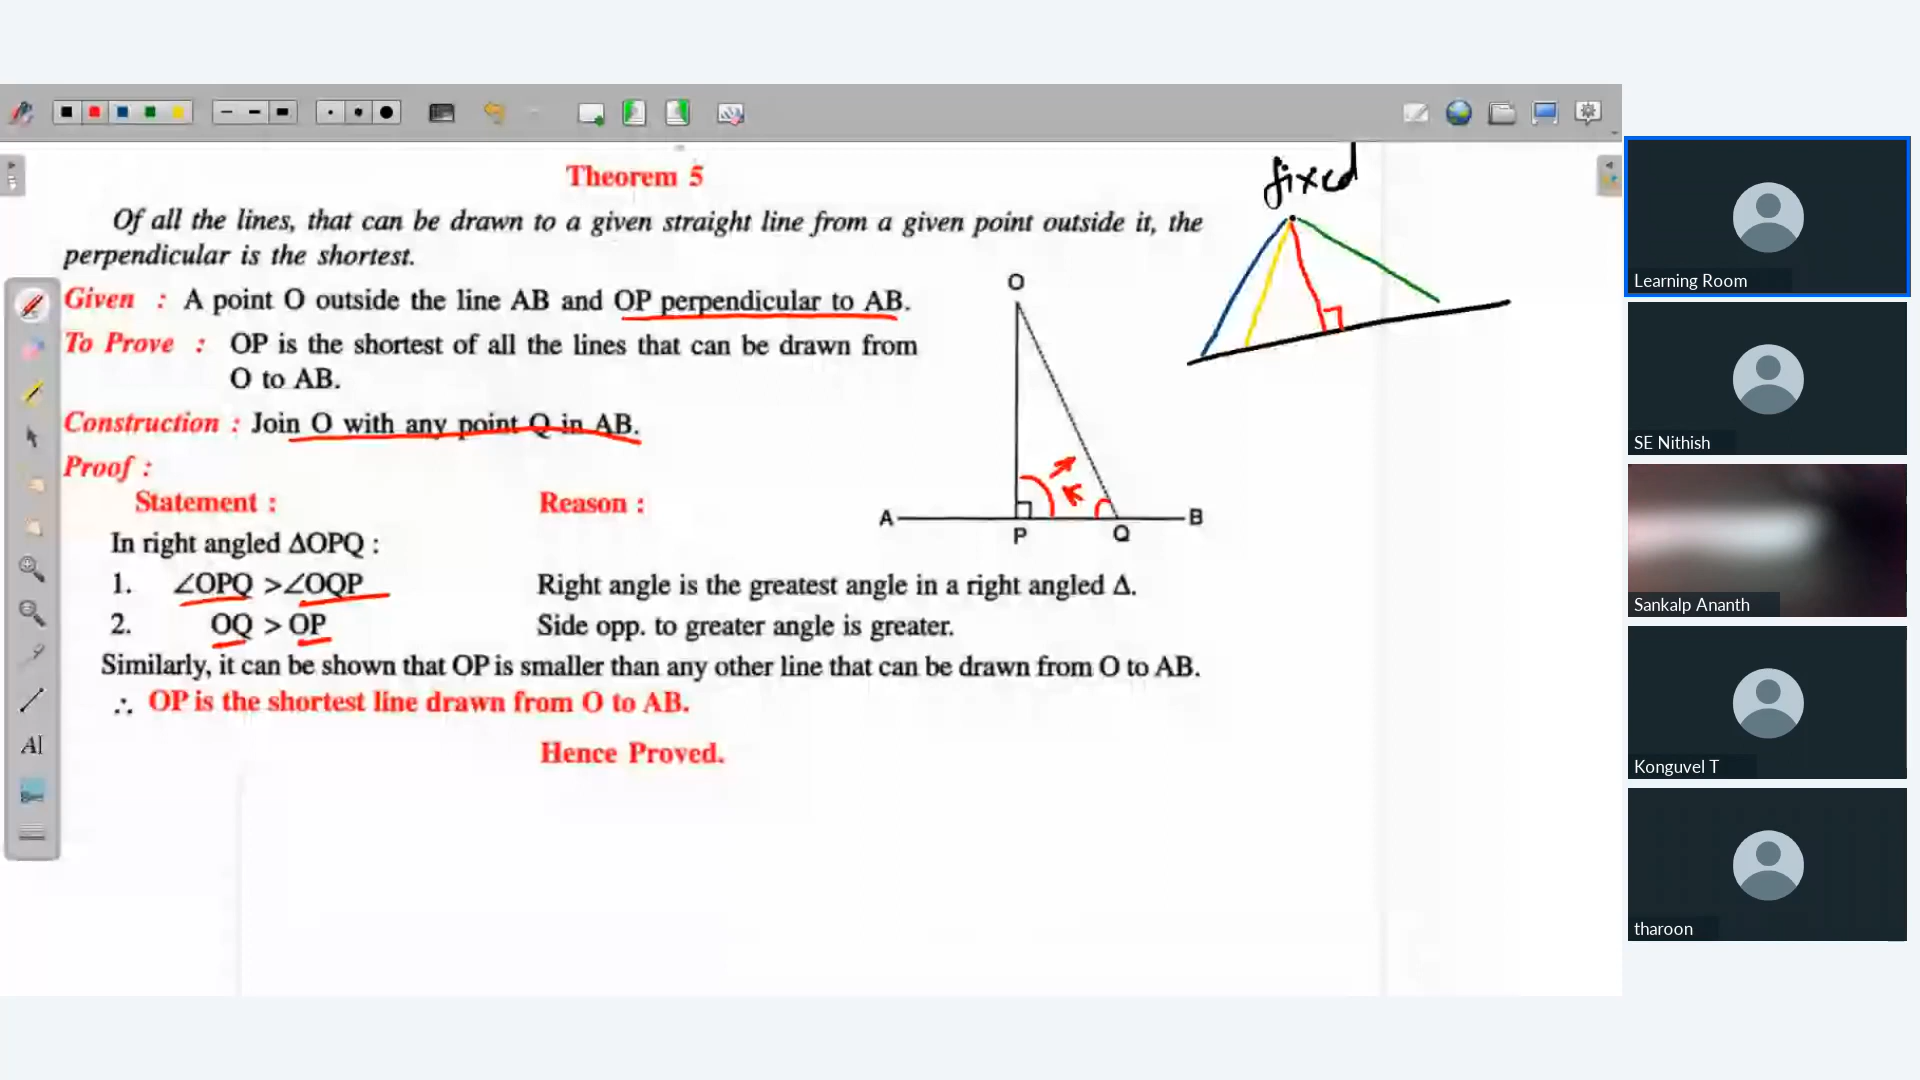 Theorem 5
fixed
Of all the lines, that can be drawn to a given straight line from a given point outside it, the
perpendicular is the shortest.
Given : A point O outside the line AB and OP perpendicular to AB.
To Prove : OP is the shortest of all the lines that can be drawn from
O to AB.
Construction : Join O with any point Q in AB.
Proof :
Statement : Reason :
In right angled ΔOPQ :
1. ∠OPQ >∠OQP Right angle is the greatest angle in a right angled Δ.
2. OQ > OP Side opp. to greater angle is greater.
Similarly, it can be shown that OP is smaller than any other line that can be drawn from O to AB.
∴ OP is the shortest line drawn from O to AB.
Hence Proved.
O
A
B
P
Q
AI
Learning Room
SE Nithish
Sankalp Ananth
Konguvel T
tharoon